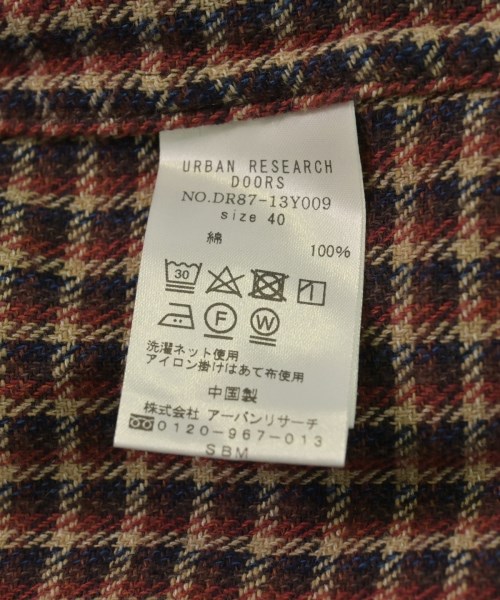 URBAN RESEARCH
DOORS
NO.DR87-13Y009
size 40
綿 100%
30
F W
洗濯ネット使用
アイロン掛けはあて布使用
中国製
株式会社 アーバンリサーチ
0120-967-013
SBM